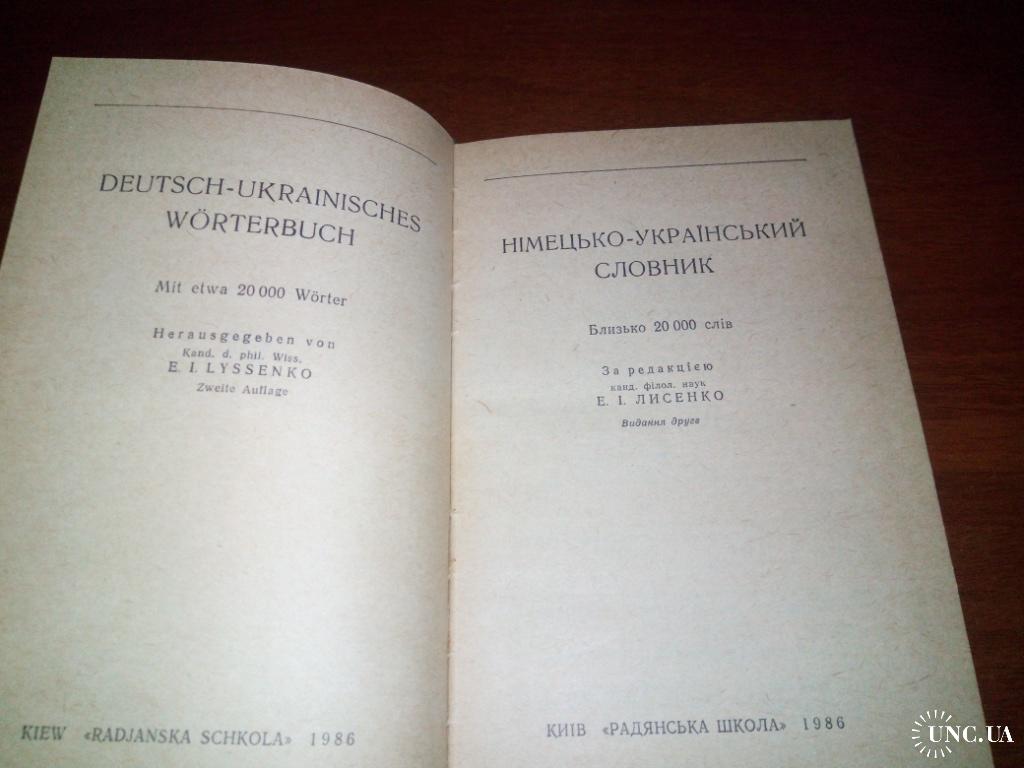 DEUTSCH-UKRAINISCHES
WÖRTERBUCH
Mit etwa 20 000 Wörter
Herausgegeben von
Kand. d. phil. Wiss.
E. I. LYSSENKO
Zweite Auflage
KIEW «RADJANSKA SCHKOLA» 1986
НІМЕЦЬКО-УКРАЇНСЬКИЙ
СЛОВНИК
Близько 20 000 слів
За редакцією
канд. філол. наук
Е. І. ЛИСЕНКО
Видання друге
КИЇВ «РАДЯНСЬКА ШКОЛА» 1986
UNC.UA